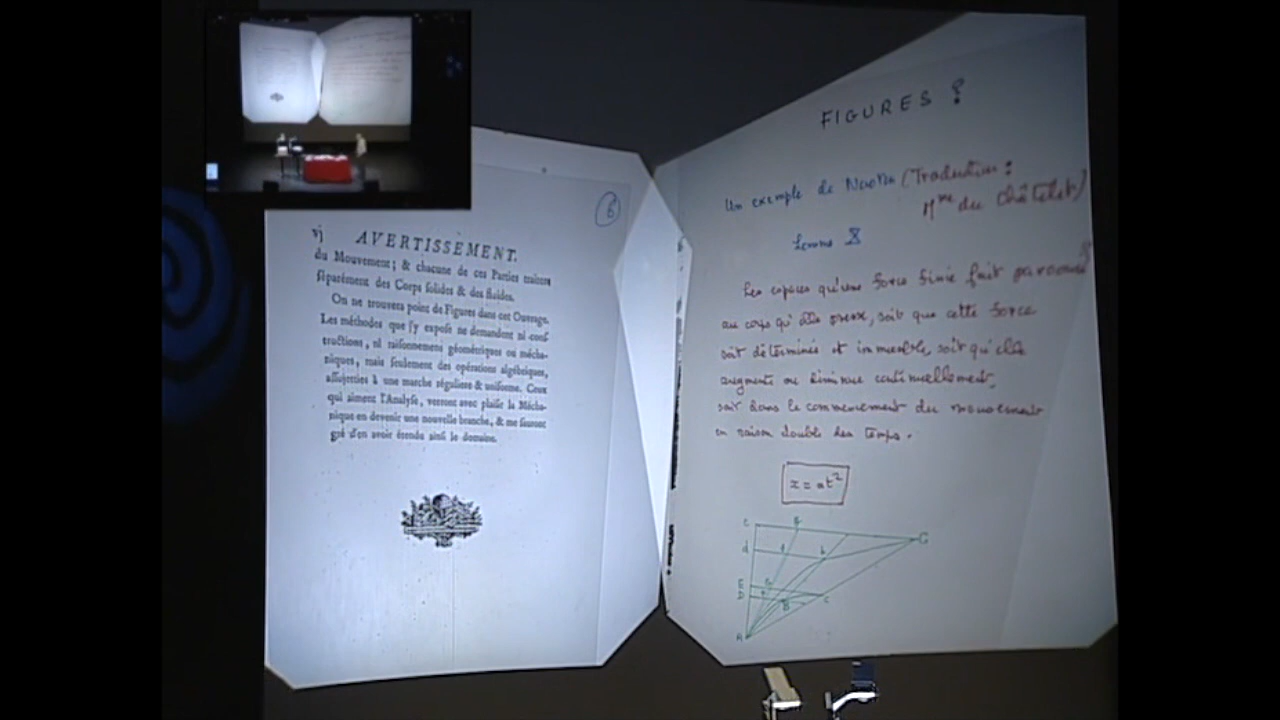 6
vj AVERTISSEMENT.
du Mouvement; & chacune de ces Parties traitera
séparément des Corps solides & des fluides.
On ne trouvera point de Figures dans cet Ouvrage.
Les méthodes que j'y expose ne demandent ni cons-
tructions, ni raisonnemens géométriques ou mécha-
niques, mais seulement des opérations algébriques,
assujetties à une marche réguliere & uniforme. Ceux
qui aiment l'Analyse, verront avec plaisir la Mécha-
nique en devenir une nouvelle branche, & me sauront
gré d'en avoir étendu ainsi le domaine.
FIGURES ?
Un exemple de Newton (Traduction :
Mme du Châtelet)
Lemme X
Les espaces qu'une force finie fait parcourir
au corps qu'elle presse, soit que cette force
soit déterminée et immuable, soit qu'elle
augmente ou diminue continuellement,
sont dans le commencement du mouvement
en raison double des temps.
x = at²
G
d
b
E
D
B
c
A